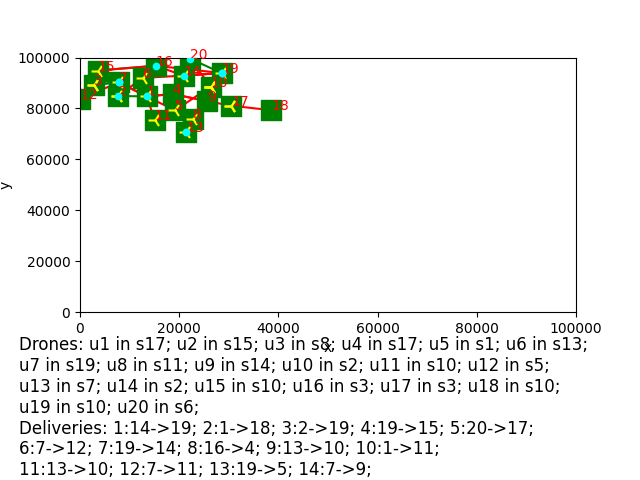 20
16
19
100000
15
17
18
80000
60000
y
40000
20000
0
0 20000 40000 60000 80000 100000
x
Drones: u1 in s17; u2 in s15; u3 in s8; u4 in s17; u5 in s1; u6 in s13;
u7 in s19; u8 in s11; u9 in s14; u10 in s2; u11 in s10; u12 in s5;
u13 in s7; u14 in s2; u15 in s10; u16 in s3; u17 in s3; u18 in s10;
u19 in s10; u20 in s6;
Deliveries: 1:14->19; 2:1->18; 3:2->19; 4:19->15; 5:20->17;
6:7->12; 7:19->14; 8:16->4; 9:13->10; 10:1->11;
11:13->10; 12:7->11; 13:19->5; 14:7->9;